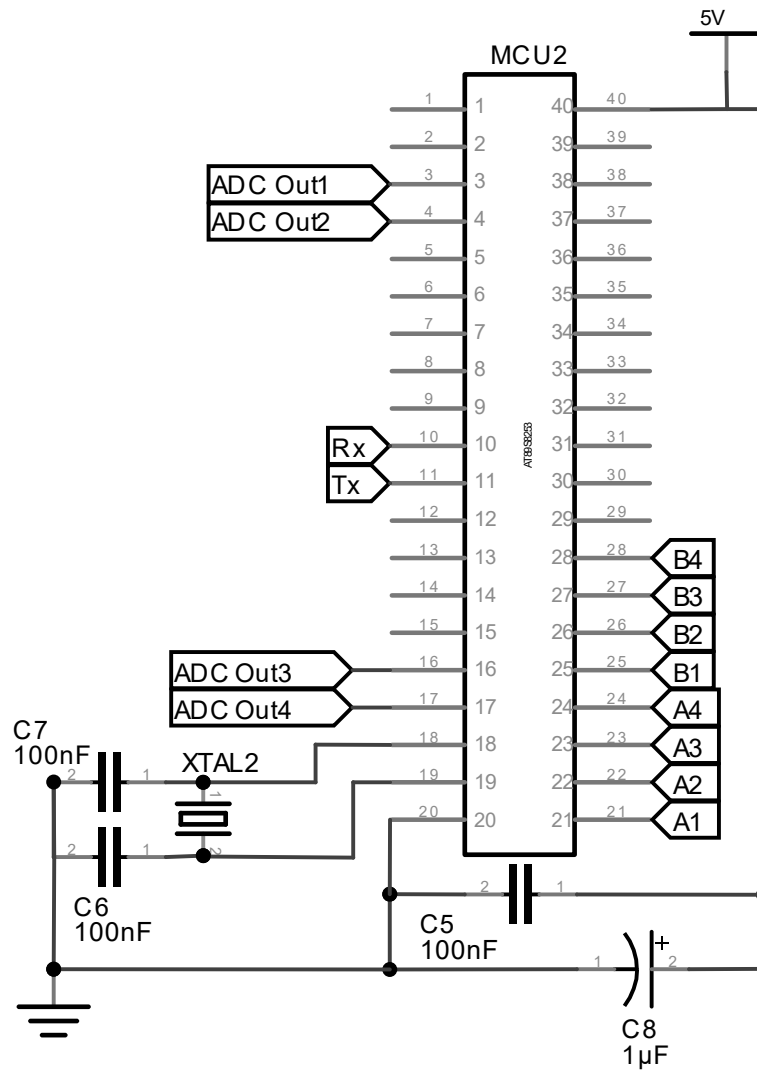 5V
MCU2
1 1 40 40
2 2 39 39
ADC Out1 3 3 38 38
ADC Out2 4 4 37 37
5 5 36 36
6 6 35 35
7 7 34 34
8 8 33 33
9 9 32 32
AT89S8253
Rx 10 10 31 31
Tx 11 11 30 30
12 12 29 29
13 13 28 28 B4
14 14 27 27 B3
15 15 26 26 B2
ADC Out3 16 16 25 25 B1
ADC Out4 17 17 24 24 A4
C7
100nF
XTAL2
18 18 23 23 A3
2 1 1 19 19 22 22 A2
20 20 21 21 A1
2 1 2
C6
100nF
2 1
C5
100nF
1 + 2
C8
1µF